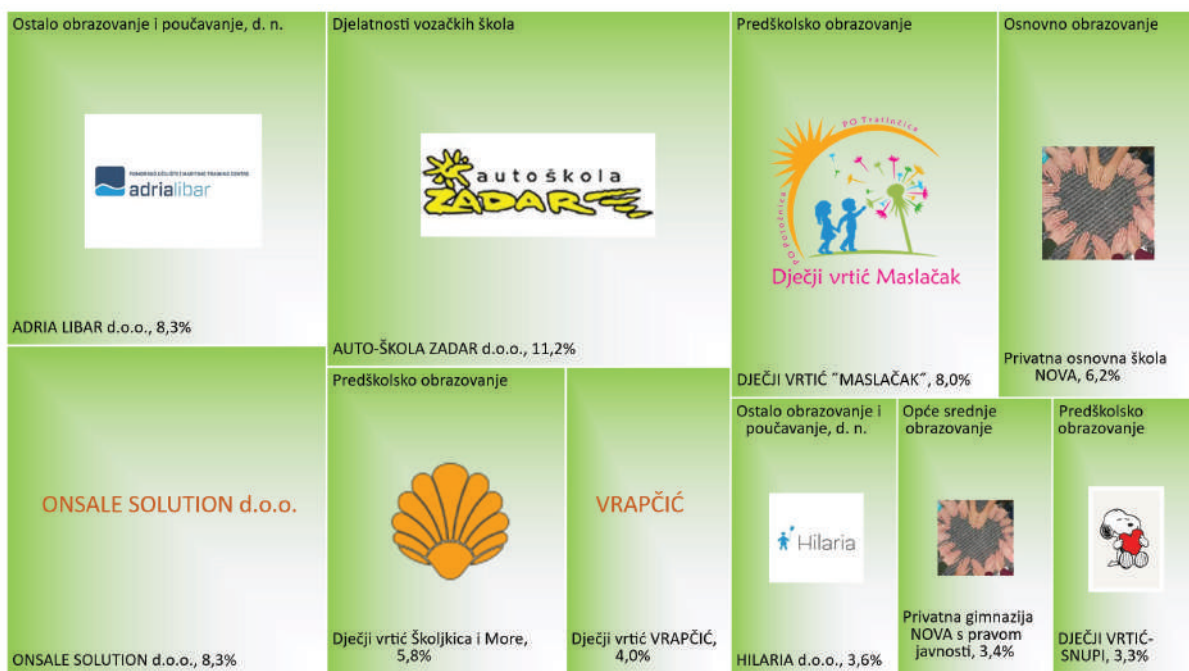 Ostalo obrazovanje i poučavanje, d. n.
adrialibar
ADRIA LIBAR d.o.o., 8,3%
Djelatnosti vozačkih škola
autoškola
ZADAR
AUTO-ŠKOLA ZADAR d.o.o., 11,2%
Predškolsko obrazovanje
PO Tratločica
PO Potočnica
Dječji vrtić Maslačak
DJEČJI VRTIĆ ˝MASLAČAK˝, 8,0%
Osnovno obrazovanje
Privatna osnovna škola
NOVA, 6,2%
ONSALE SOLUTION d.o.o.
ONSALE SOLUTION d.o.o., 8,3%
Predškolsko obrazovanje
Dječji vrtić Školjkica i More,
5,8%
VRAPČIĆ
Dječji vrtić VRAPČIĆ,
4,0%
Ostalo obrazovanje i
poučavanje, d. n.
Hilaria
HILARIA d.o.o., 3,6%
Opće srednje
obrazovanje
Privatna gimnazija
NOVA s pravom
javnosti, 3,4%
Predškolsko
obrazovanje
DJEČJI VRTIĆ-
SNUPI, 3,3%